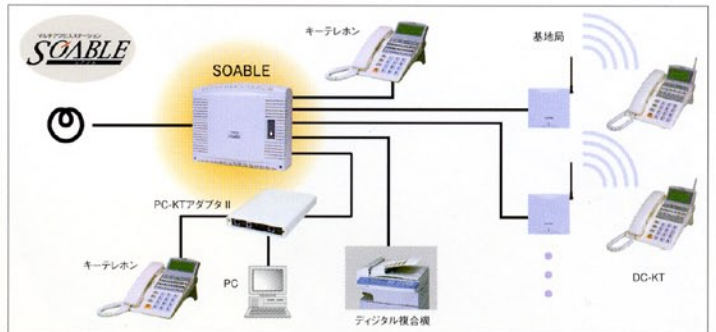 マルチアクセスステーション
SOABLE
キーテレホン
基地局
SOABLE
PC-KTアダプタ II
キーテレホン
PC
ディジタル複合機
DC-KT